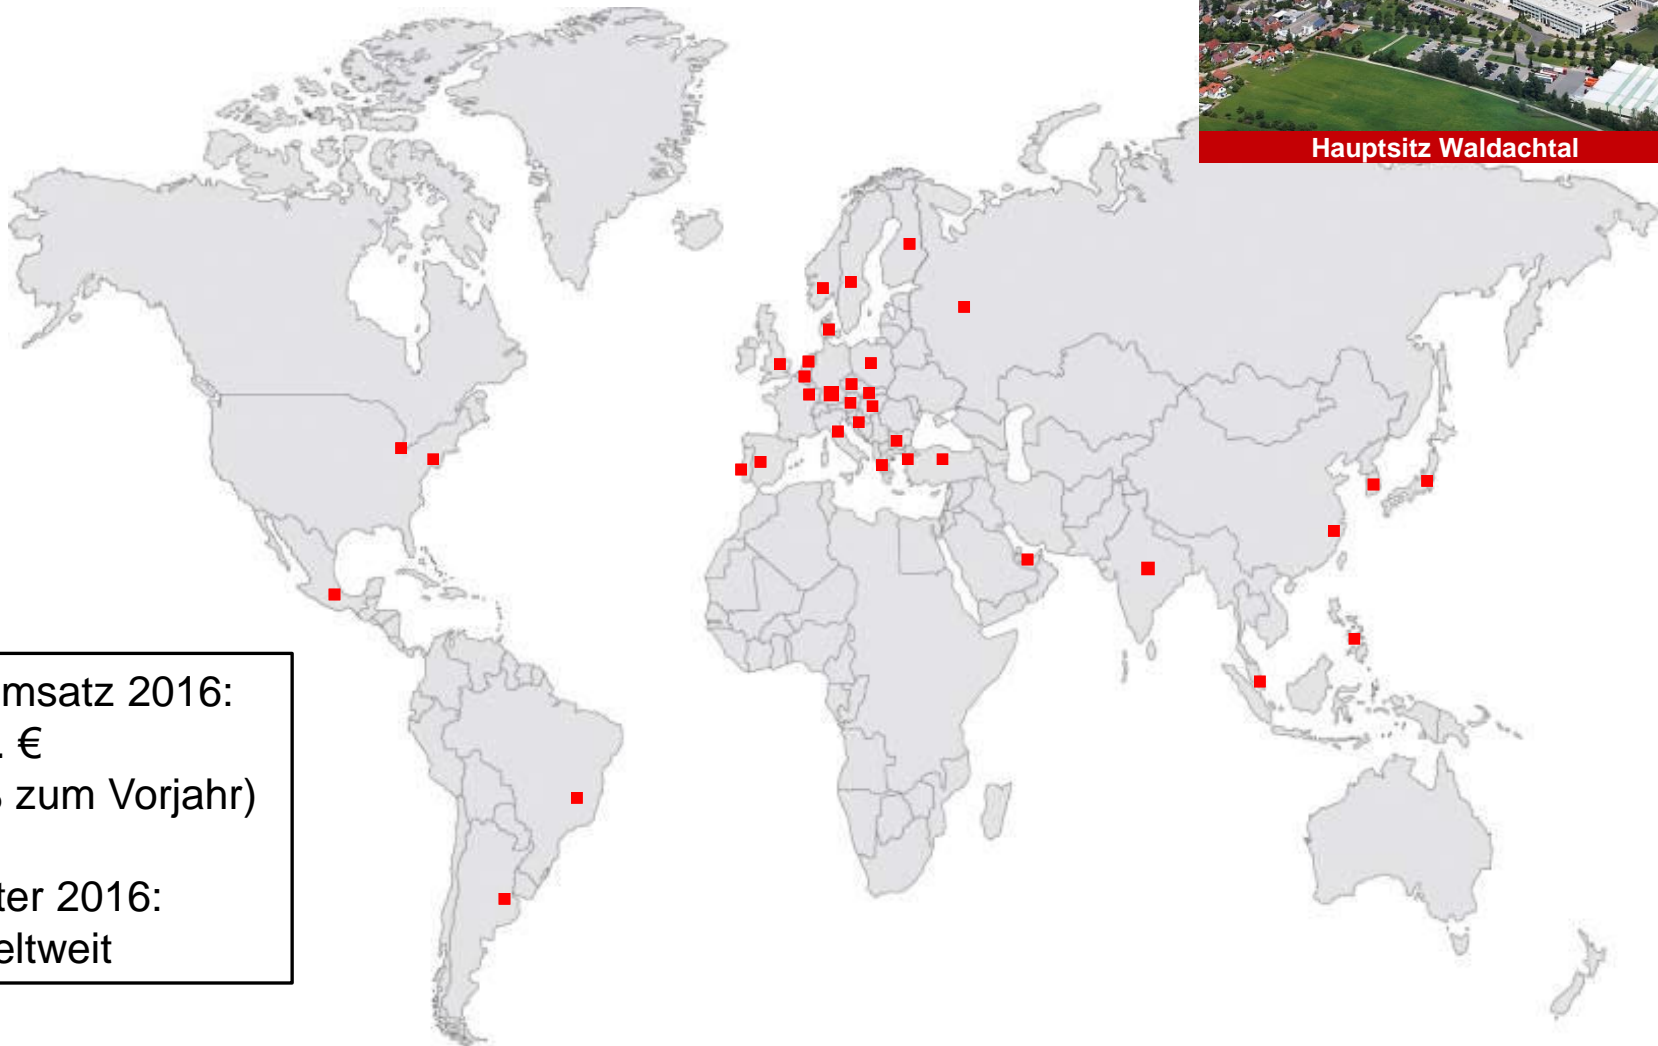 Hauptsitz Waldachtal
msatz 2016:
. €
zum Vorjahr)
ter 2016:
eltweit